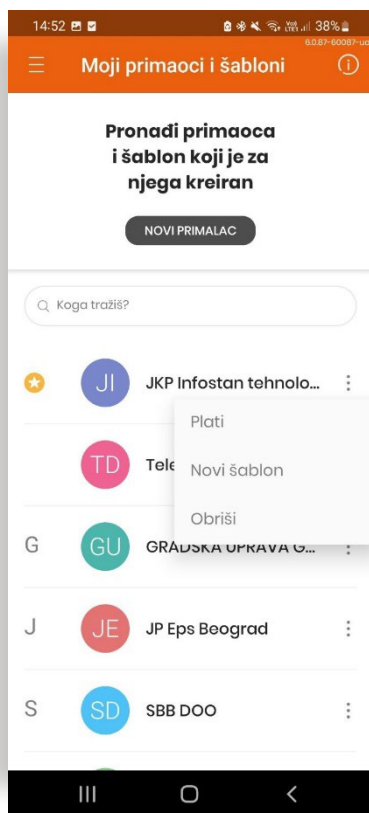 14:52
38%
6.0.87-60087-ua
Moji primaoci i šabloni
Pronađi primaoca
i šablon koji je za
njega kreiran
NOVI PRIMALAC
Koga tražiš?
JI
JKP Infostan tehnolo...
Plati
TD
Tele
Novi šablon
Obriši
G
GU
GRADSKA UPRAVA G...
J
JE
JP Eps Beograd
S
SD
SBB DOO